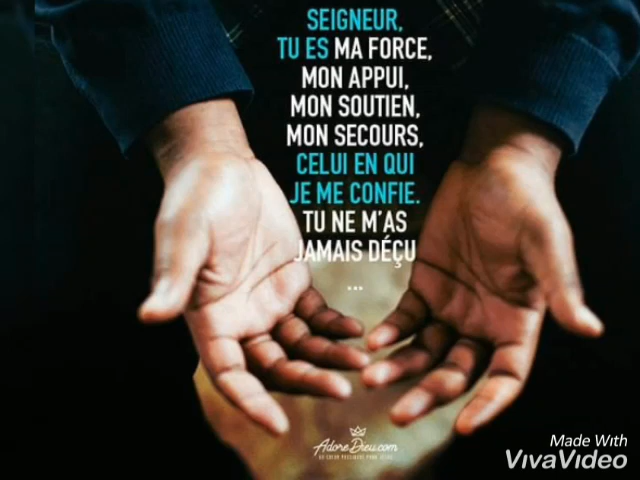 SEIGNEUR,
TU ES MA FORCE,
MON APPUI,
MON SOUTIEN,
MON SECOURS,
CELUI EN QUI
JE ME CONFIE.
TU NE M'AS
JAMAIS DÉÇU
...
AdoreDieu.com
Made With
VivaVideo